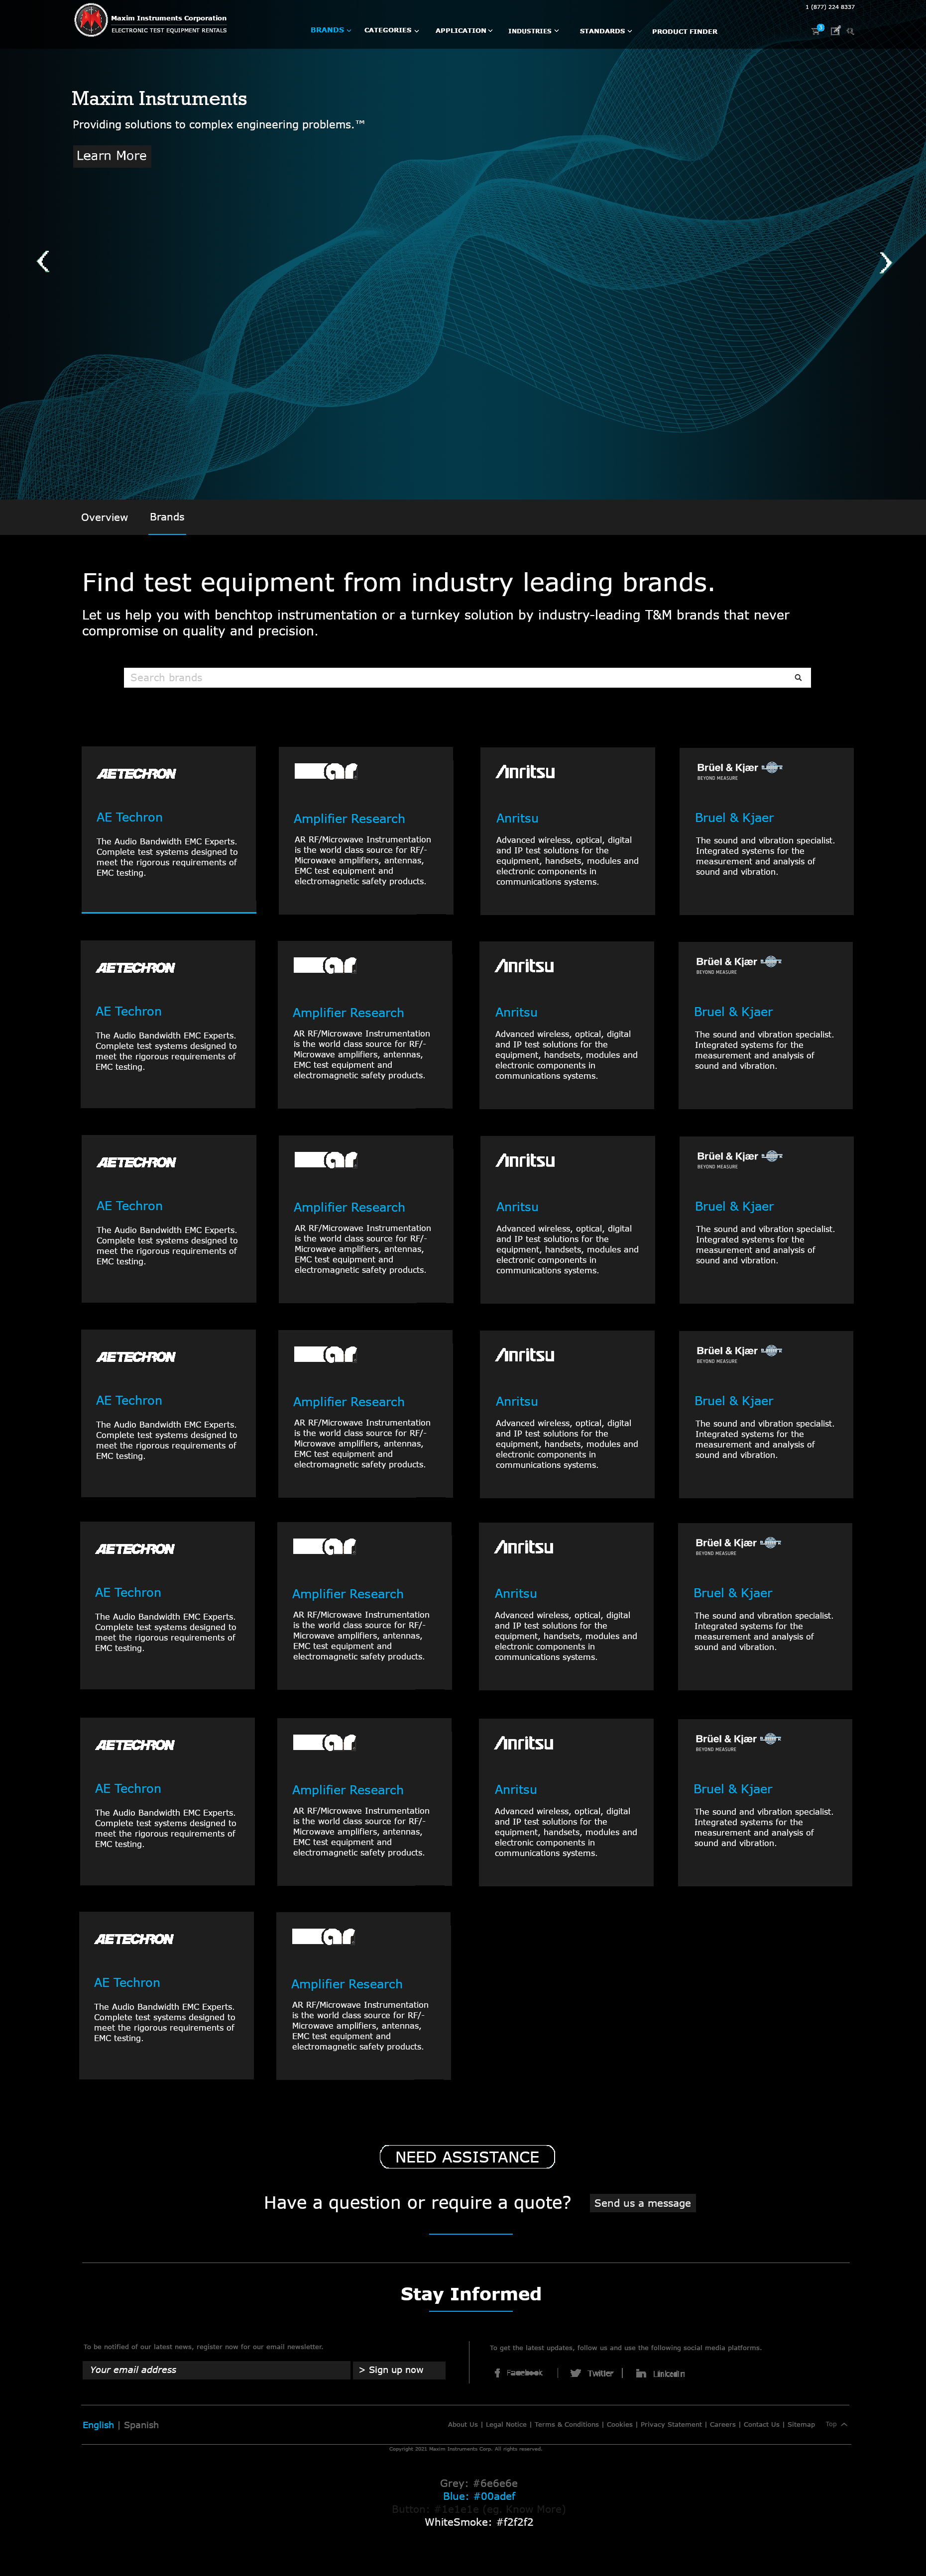 1 (877) 224 8337
Maxim Instruments Corporation
ELECTRONIC TEST EQUIPMENT RENTALS
BRANDS CATEGORIES APPLICATION INDUSTRIES STANDARDS PRODUCT FINDER
Maxim Instruments
Providing solutions to complex engineering problems.™
Learn More
Overview Brands
Find test equipment from industry leading brands.
Let us help you with benchtop instrumentation or a turnkey solution by industry-leading T&M brands that never
compromise on quality and precision.
Search brands
AE TECHRON
AE Techron
The Audio Bandwidth EMC Experts.
Complete test systems designed to
meet the rigorous requirements of
EMC testing.
ar
Amplifier Research
AR RF/Microwave Instrumentation
is the world class source for RF/-
Microwave amplifiers, antennas,
EMC test equipment and
electromagnetic safety products.
Anritsu
Anritsu
Advanced wireless, optical, digital
and IP test solutions for the
equipment, handsets, modules and
electronic components in
communications systems.
Brüel & Kjær
BEYOND MEASURE
Bruel & Kjaer
The sound and vibration specialist.
Integrated systems for the
measurement and analysis of
sound and vibration.
AE TECHRON
AE Techron
The Audio Bandwidth EMC Experts.
Complete test systems designed to
meet the rigorous requirements of
EMC testing.
ar
Amplifier Research
AR RF/Microwave Instrumentation
is the world class source for RF/-
Microwave amplifiers, antennas,
EMC test equipment and
electromagnetic safety products.
Anritsu
Anritsu
Advanced wireless, optical, digital
and IP test solutions for the
equipment, handsets, modules and
electronic components in
communications systems.
Brüel & Kjær
BEYOND MEASURE
Bruel & Kjaer
The sound and vibration specialist.
Integrated systems for the
measurement and analysis of
sound and vibration.
AE TECHRON
AE Techron
The Audio Bandwidth EMC Experts.
Complete test systems designed to
meet the rigorous requirements of
EMC testing.
ar
Amplifier Research
AR RF/Microwave Instrumentation
is the world class source for RF/-
Microwave amplifiers, antennas,
EMC test equipment and
electromagnetic safety products.
Anritsu
Anritsu
Advanced wireless, optical, digital
and IP test solutions for the
equipment, handsets, modules and
electronic components in
communications systems.
Brüel & Kjær
BEYOND MEASURE
Bruel & Kjaer
The sound and vibration specialist.
Integrated systems for the
measurement and analysis of
sound and vibration.
AE TECHRON
AE Techron
The Audio Bandwidth EMC Experts.
Complete test systems designed to
meet the rigorous requirements of
EMC testing.
ar
Amplifier Research
AR RF/Microwave Instrumentation
is the world class source for RF/-
Microwave amplifiers, antennas,
EMC test equipment and
electromagnetic safety products.
Anritsu
Anritsu
Advanced wireless, optical, digital
and IP test solutions for the
equipment, handsets, modules and
electronic components in
communications systems.
Brüel & Kjær
BEYOND MEASURE
Bruel & Kjaer
The sound and vibration specialist.
Integrated systems for the
measurement and analysis of
sound and vibration.
AE TECHRON
AE Techron
The Audio Bandwidth EMC Experts.
Complete test systems designed to
meet the rigorous requirements of
EMC testing.
ar
Amplifier Research
AR RF/Microwave Instrumentation
is the world class source for RF/-
Microwave amplifiers, antennas,
EMC test equipment and
electromagnetic safety products.
Anritsu
Anritsu
Advanced wireless, optical, digital
and IP test solutions for the
equipment, handsets, modules and
electronic components in
communications systems.
Brüel & Kjær
BEYOND MEASURE
Bruel & Kjaer
The sound and vibration specialist.
Integrated systems for the
measurement and analysis of
sound and vibration.
AE TECHRON
AE Techron
The Audio Bandwidth EMC Experts.
Complete test systems designed to
meet the rigorous requirements of
EMC testing.
ar
Amplifier Research
AR RF/Microwave Instrumentation
is the world class source for RF/-
Microwave amplifiers, antennas,
EMC test equipment and
electromagnetic safety products.
Anritsu
Anritsu
Advanced wireless, optical, digital
and IP test solutions for the
equipment, handsets, modules and
electronic components in
communications systems.
Brüel & Kjær
BEYOND MEASURE
Bruel & Kjaer
The sound and vibration specialist.
Integrated systems for the
measurement and analysis of
sound and vibration.
AE TECHRON
AE Techron
The Audio Bandwidth EMC Experts.
Complete test systems designed to
meet the rigorous requirements of
EMC testing.
ar
Amplifier Research
AR RF/Microwave Instrumentation
is the world class source for RF/-
Microwave amplifiers, antennas,
EMC test equipment and
electromagnetic safety products.
NEED ASSISTANCE
Have a question or require a quote? Send us a message
Stay Informed
To be notified of our latest news, register now for our email newsletter.
Your email address > Sign up now
To get the latest updates, follow us and use the following social media platforms.
Facebook | Twitter | Linkedin
English | Spanish
About Us | Legal Notice | Terms & Conditions | Cookies | Privacy Statement | Careers | Contact Us | Sitemap Top
Copyright 2021 Maxim Instruments Corp. All rights reserved.
Grey: #6e6e6e
Blue: #00adef
Button: #1e1e1e (eg. Know More)
WhiteSmoke: #f2f2f2